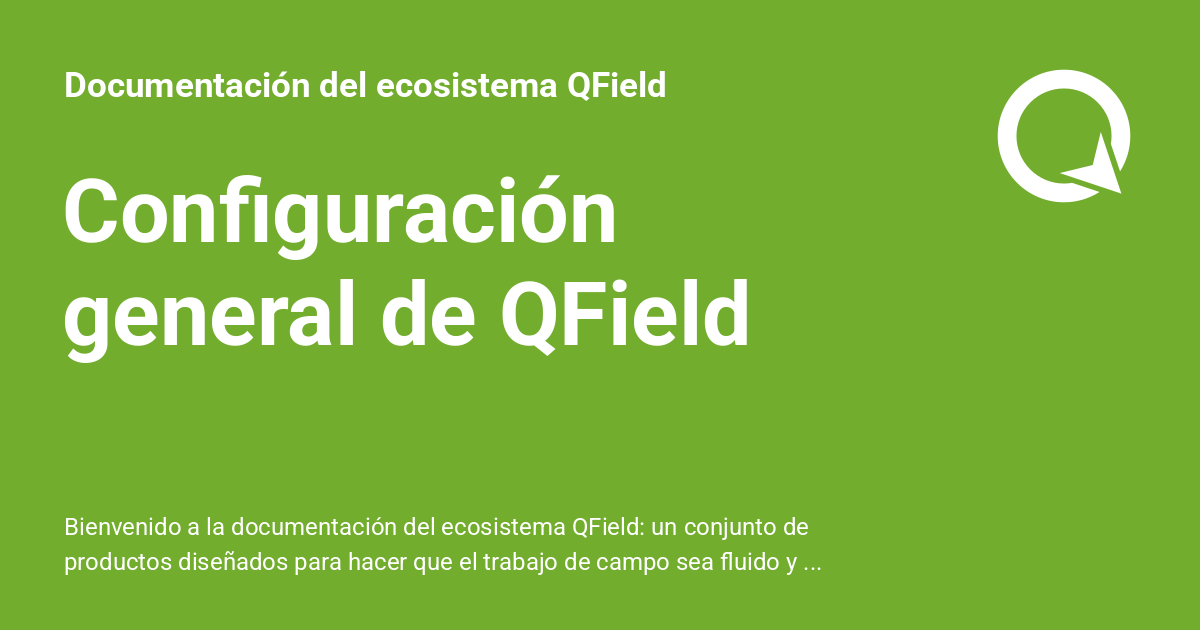 Documentación del ecosistema QField
Configuración
general de QField
Bienvenido a la documentación del ecosistema QField: un conjunto de
productos diseñados para hacer que el trabajo de campo sea fluido y ...